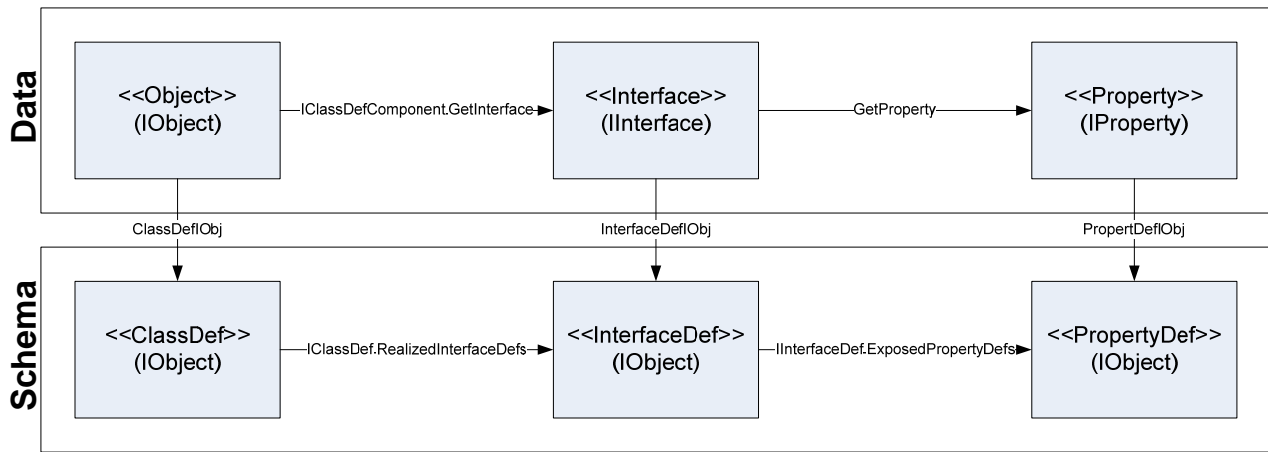 Data
<<Object>>
(IObject)
IClassDefComponent.GetInterface
<<Interface>>
(IInterface)
GetProperty
<<Property>>
(IProperty)
ClassDefIObj
InterfaceDefIObj
PropertDefIObj
Schema
<<ClassDef>>
(IObject)
IClassDef.RealizedInterfaceDefs
<<InterfaceDef>>
(IObject)
IInterfaceDef.ExposedPropertyDefs
<<PropertyDef>>
(IObject)